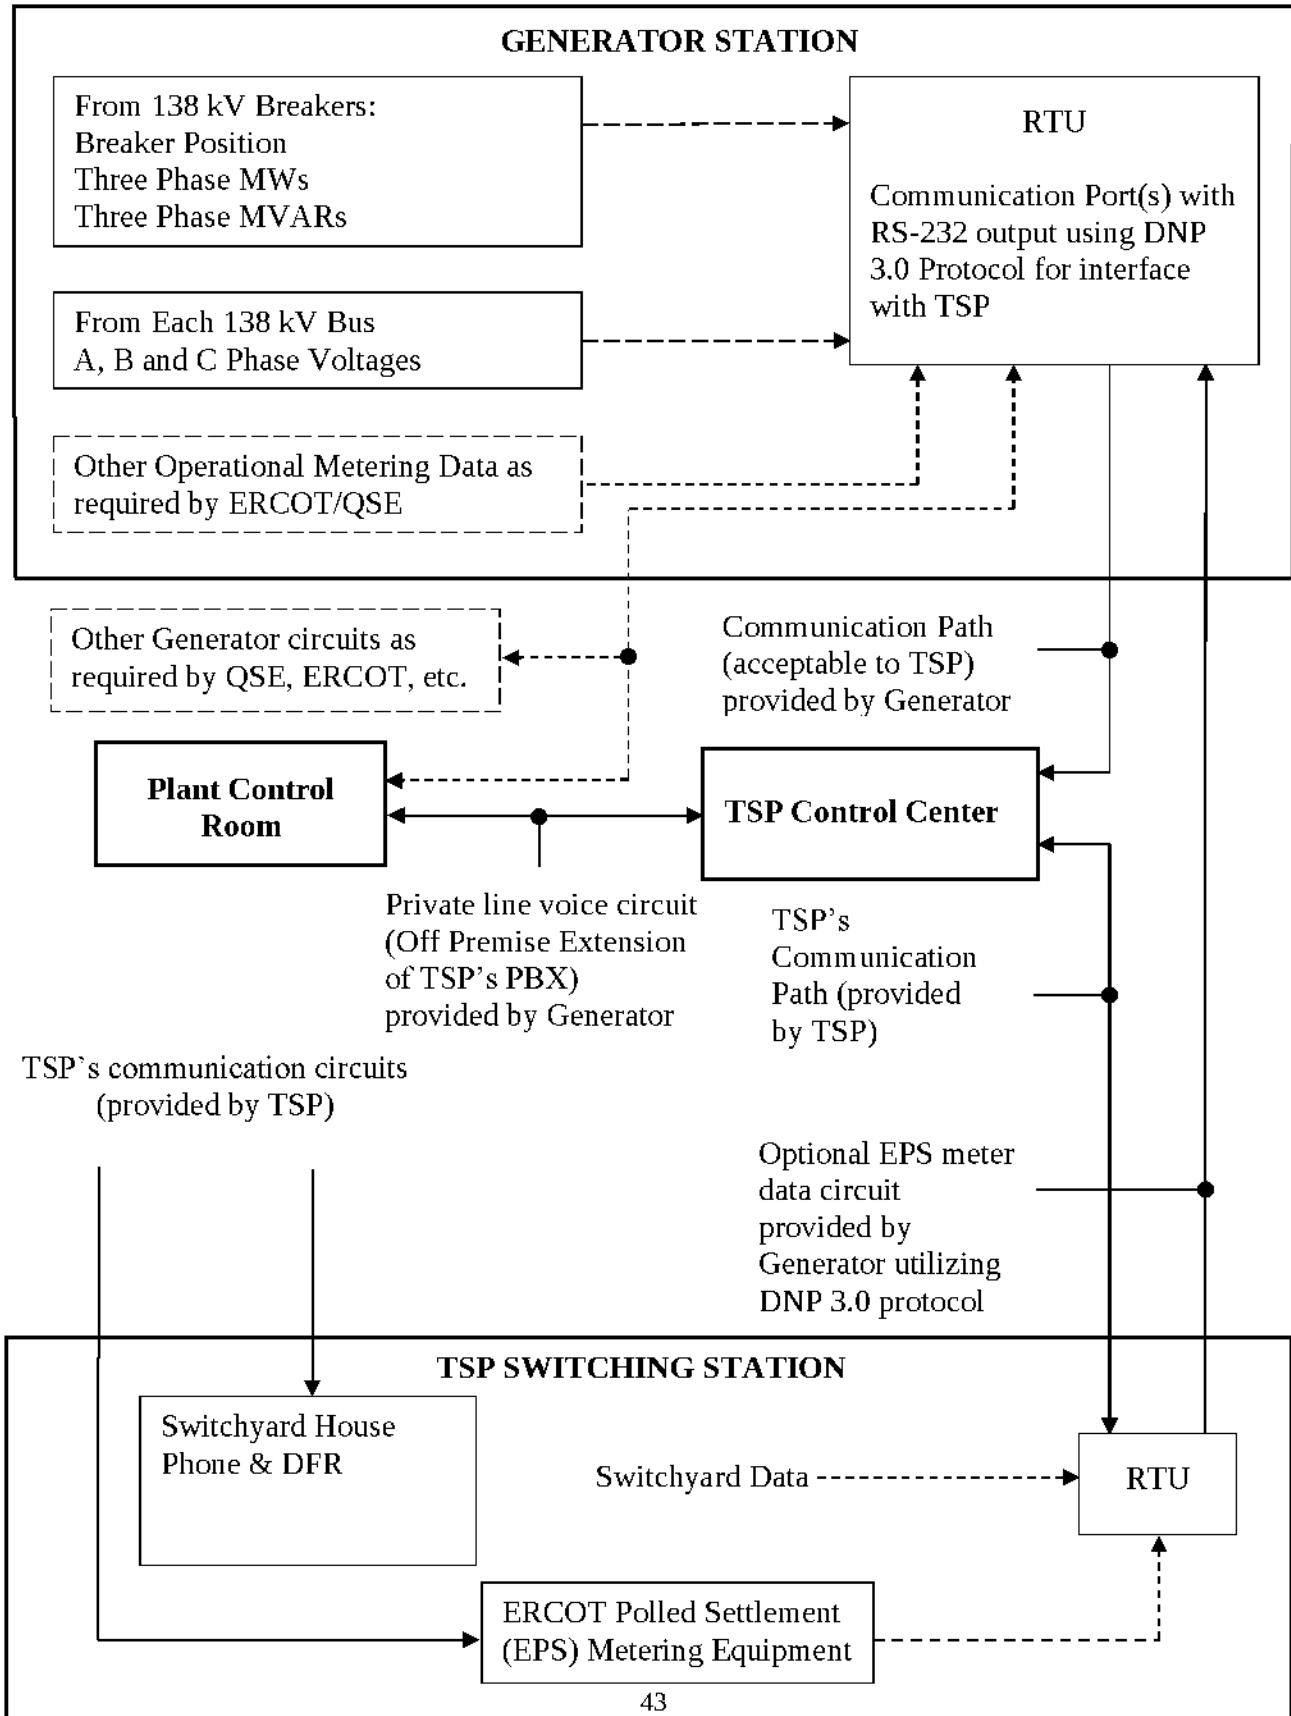 GENERATOR STATION
From 138 kV Breakers:
Breaker Position
Three Phase MWs
Three Phase MVARs
RTU
Communication Port(s) with
RS-232 output using DNP
3.0 Protocol for interface
with TSP
From Each 138 kV Bus
A, B and C Phase Voltages
Other Operational Metering Data as
required by ERCOT/QSE
Other Generator circuits as
required by QSE, ERCOT, etc.
Communication Path
(acceptable to TSP)
provided by Generator
Plant Control
Room
TSP Control Center
Private line voice circuit
(Off Premise Extension
of TSP's PBX)
provided by Generator
TSP's
Communication
Path (provided
by TSP)
TSP's communication circuits
(provided by TSP)
Optional EPS meter
data circuit
provided by
Generator utilizing
DNP 3.0 protocol
TSP SWITCHING STATION
Switchyard House
Phone & DFR
Switchyard Data
RTU
ERCOT Polled Settlement
(EPS) Metering Equipment
43